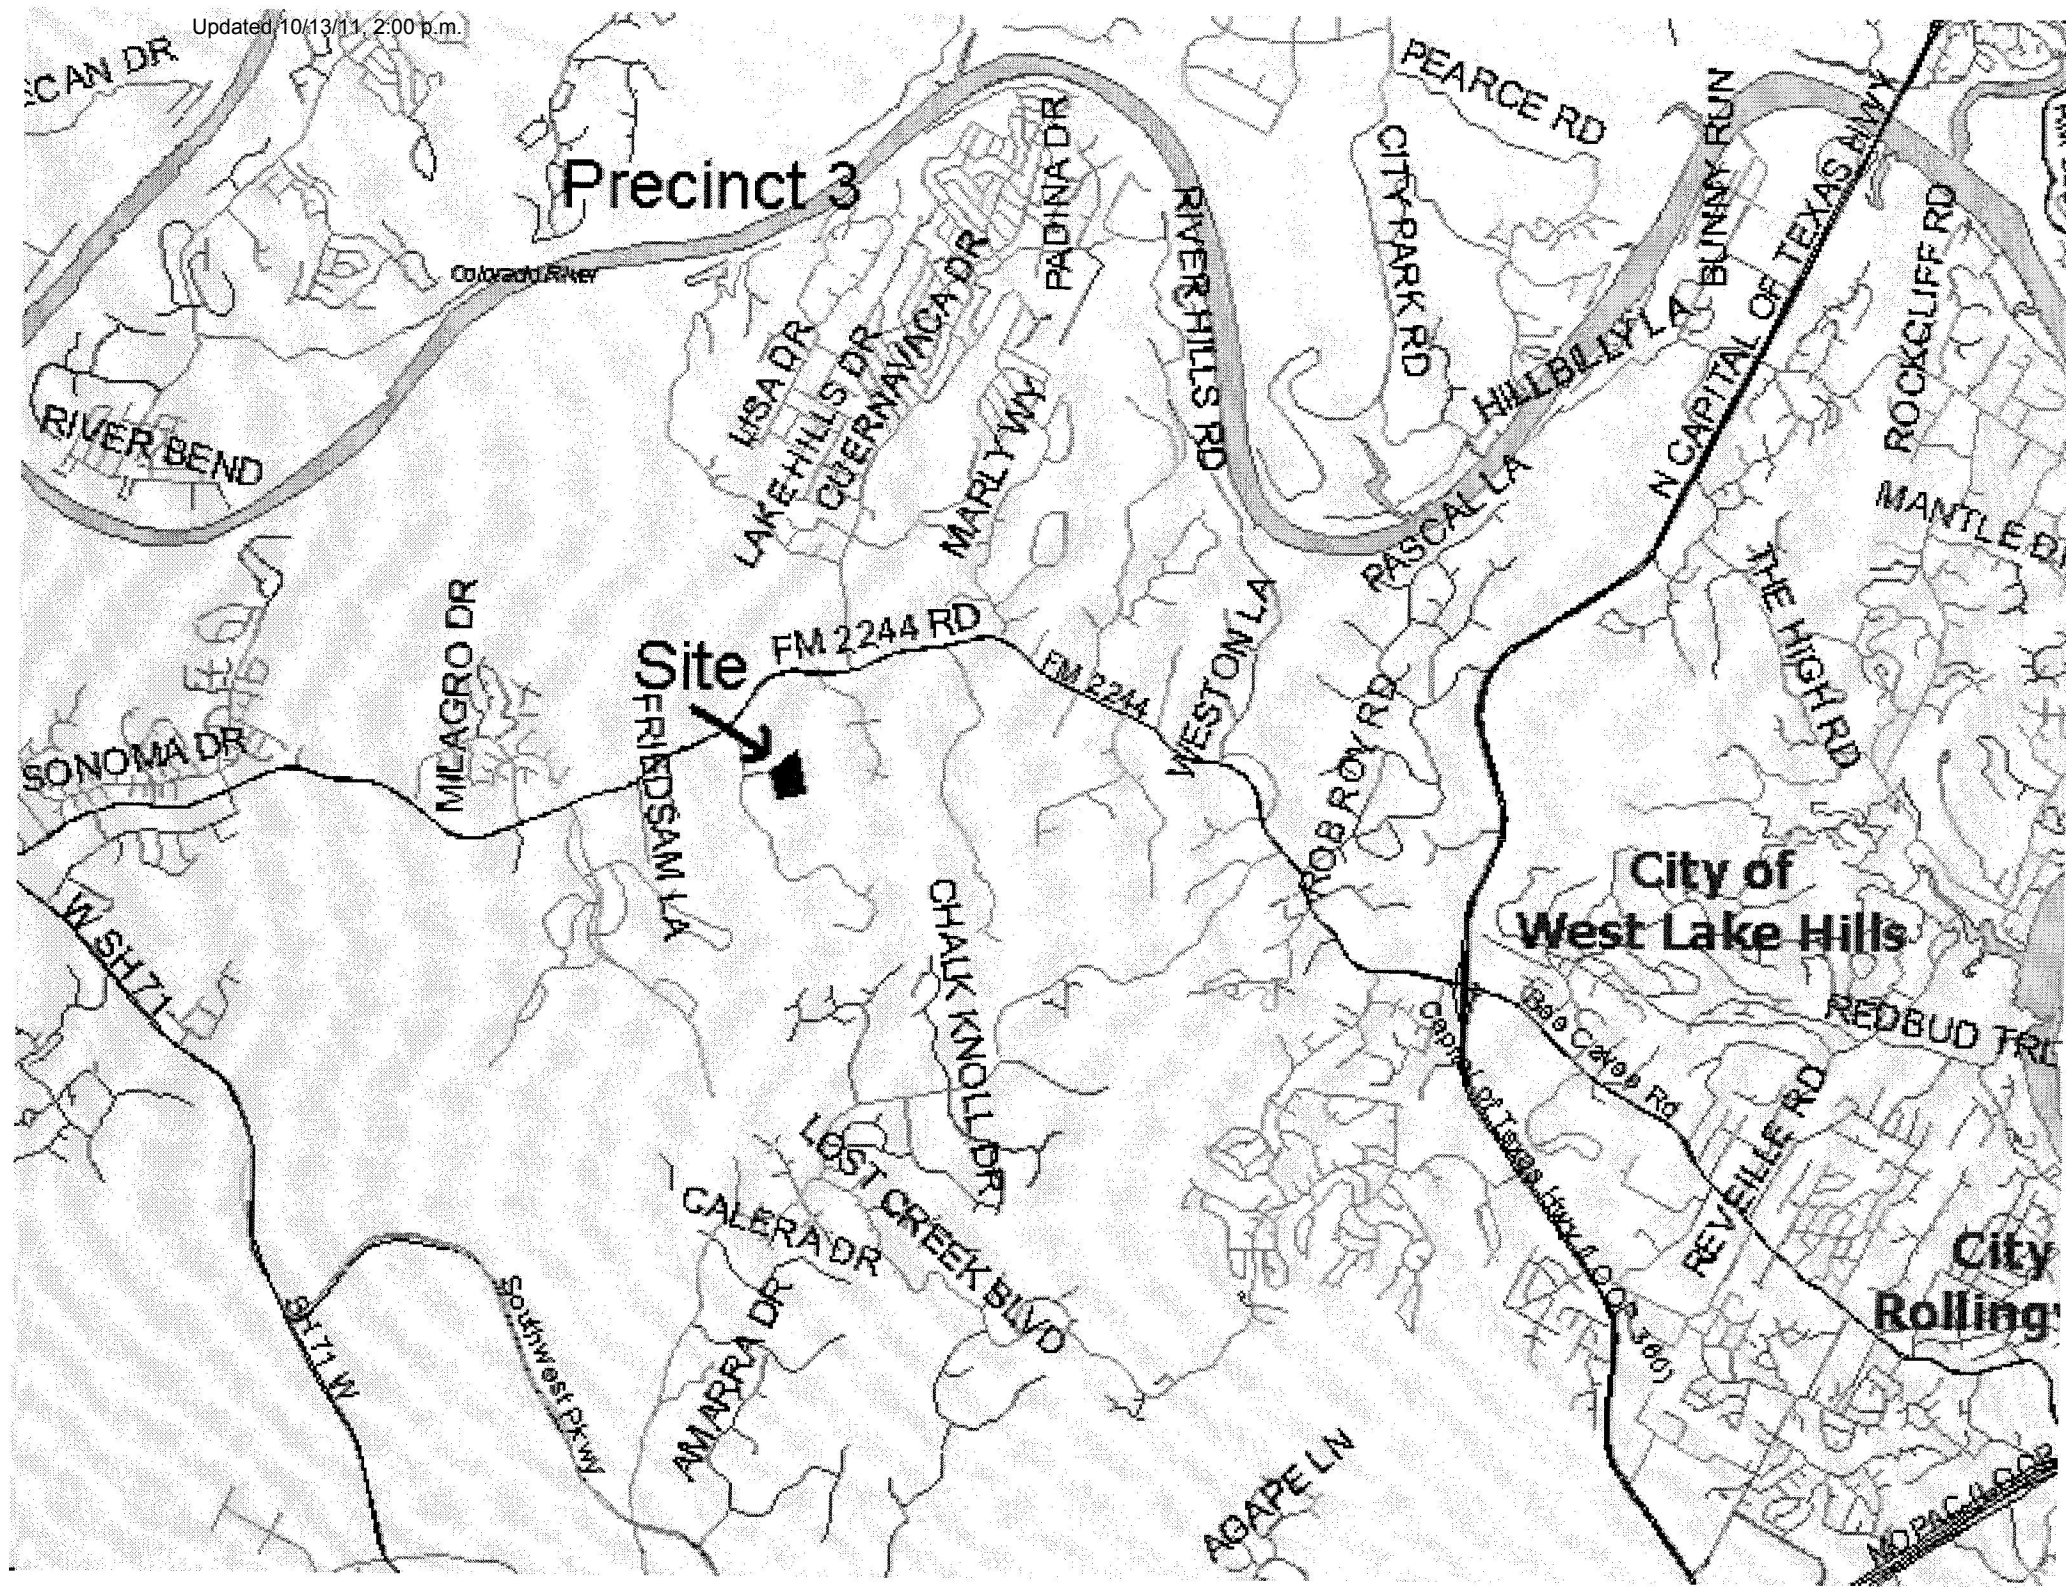 Updated 10/13/11, 2:00 p.m.
CAN DR
PEARCE RD
BUNNY RUN
Precinct 3
PADINA DR
CITY PARK RD
RIVER HILLS RD
N CAPITAL OF TEXAS HWY
ROCKCLIFF RD
Colorado River
LISA DR
LAKE HILLS DR
CUERNAVACA DR
MARLY WY
HILLBILLY LA
RIVER BEND
PASCAL LA
MANTLE
THE HIGH RD
MILAGRO DR
Site
FM 2244 RD
FM 2244
WESTON LA
FRIEDSAM LA
ROB ROY RD
SONOMA DR
City of
West Lake Hills
W SH 71
CHALK KNOLL DR
Bee Caves Rd
REDBUD TRL
Capital of Texas Hwy (LOOP 360)
REVEILLE RD
LOST CREEK BLVD
CALERA DR
City
Rolling
SH 71 W
Southwest Pkwy
AMARRA DR
AGAPE LN
MOPAC (LOOP